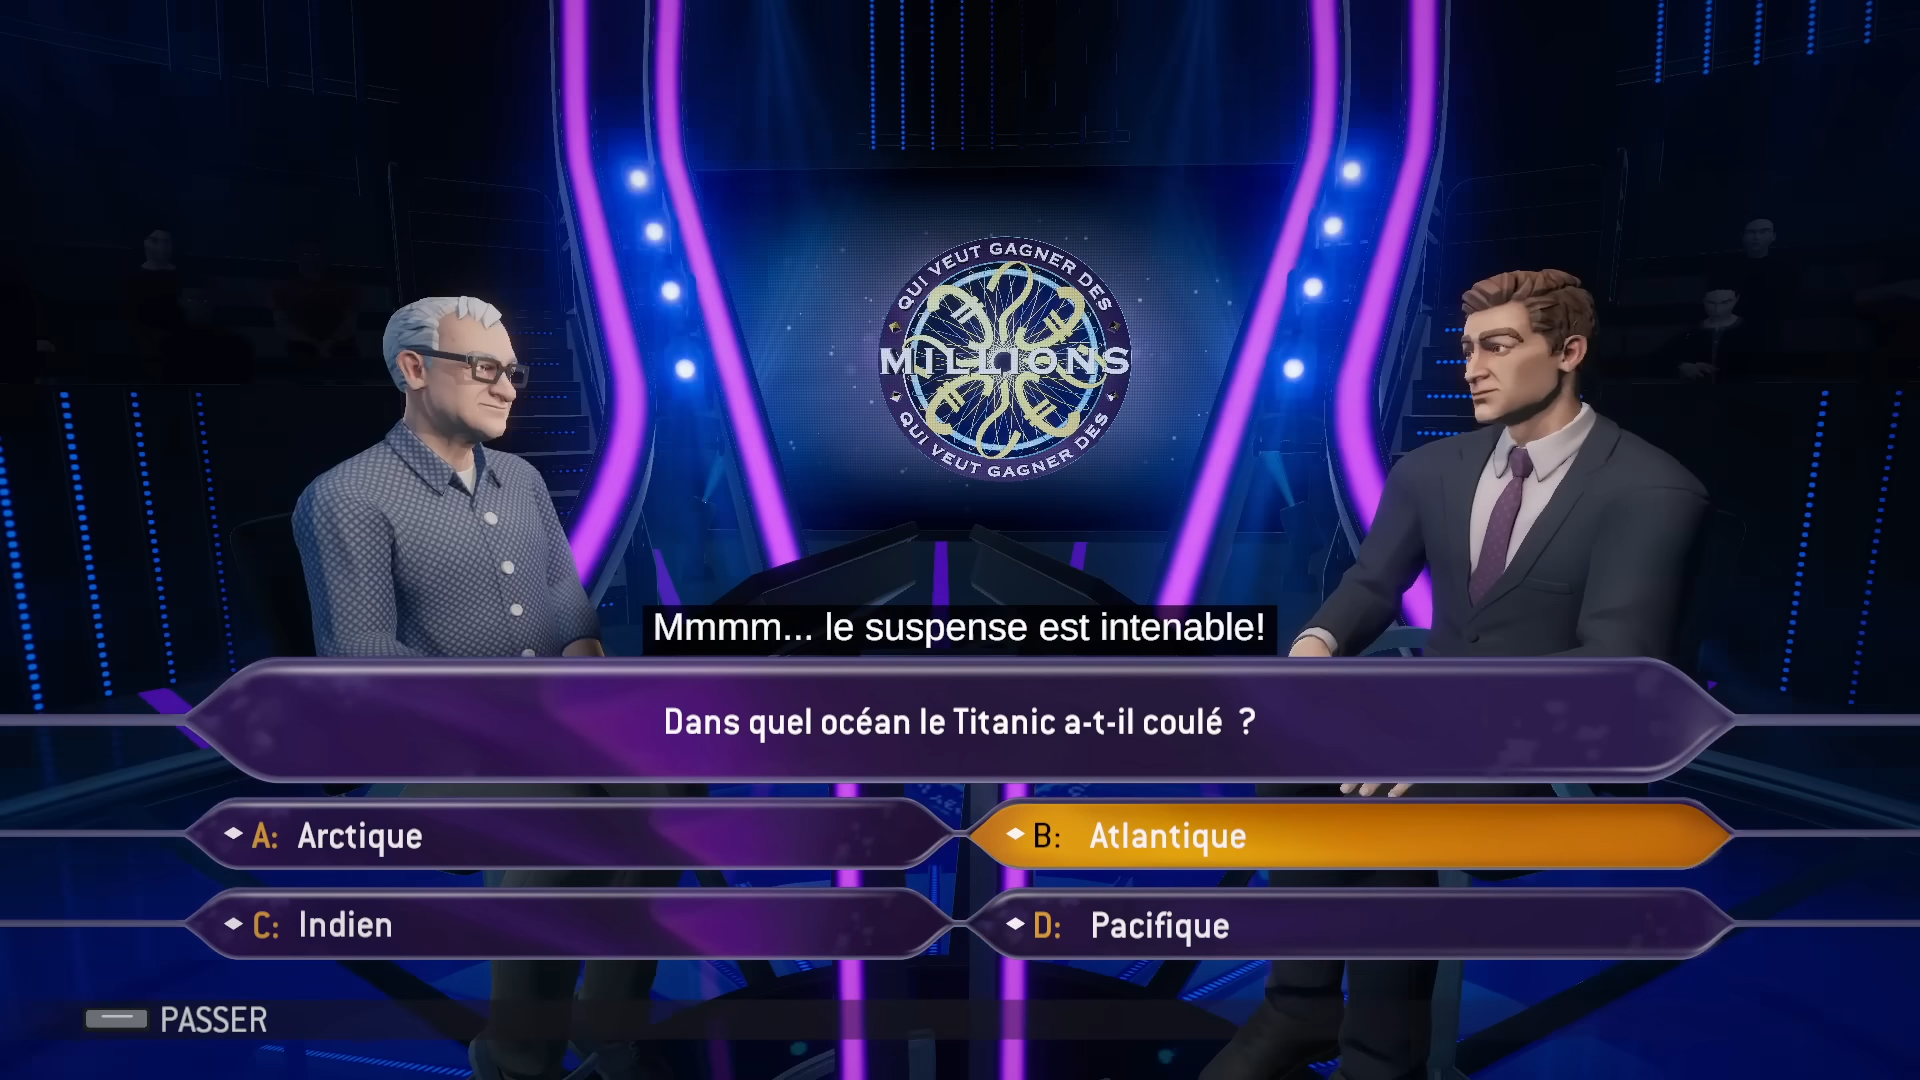 QUI VEUT GAGNER DES
MILLIONS
QUI VEUT GAGNER DES
Mmmm... le suspense est intenable!
Dans quel océan le Titanic a-t-il coulé ?
A: Arctique
B: Atlantique
C: Indien
D: Pacifique
PASSER